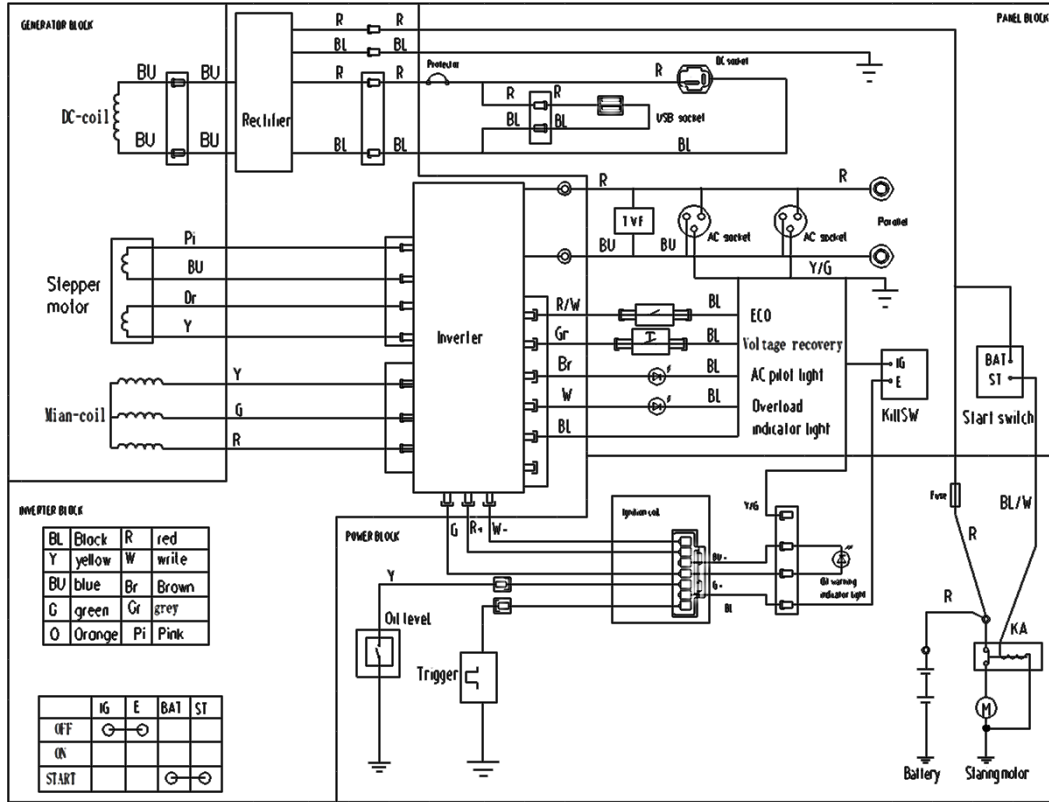 GENERATOR BLOCK
PANEL BLOCK
R R
BL BL
BU BU
R R
Protector
R
DC socket
DC-coil
Rectifier
R R
BL BL
USB socket
BU BU
BL BL
BL
R
R
1 VF
AC socket
AC socket
Parallel
BU
BU
Y/G
Pi
BU
Or
Y
Stepper
motor
Inverter
R/W
BL
ECO
Gr
BL
Voltage recovery
Br
BL
AC pilot light
W
BL
Overload
indicator light
BL
IG
E
KillSW
BAT
ST
Start switch
Y
Mian-coil
G
R
INVERTER BLOCK
POWER BLOCK
G
R+
W-
Ignition coil
Y/G
Fuse
BL/W
R
BL Black R red
Y yellow W write
BU blue Br Brown
G green Gr grey
O Orange Pi Pink
BU-
G+
BL
Oil warning
indicator light
Y
Oil level
Trigger
R
KA
M
Battery
Starıngmotor
IG E BAT ST
OFF
ON
START